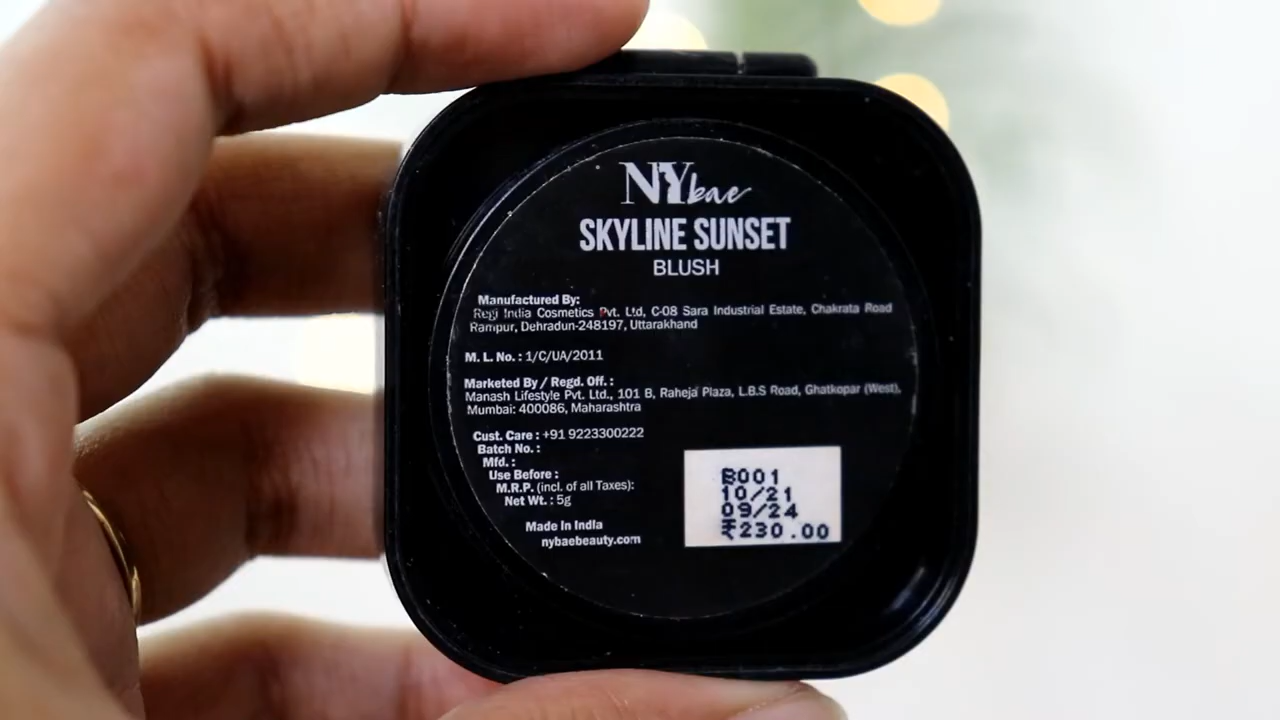 NYbae
SKYLINE SUNSET
BLUSH
Manufactured By:
Regi India Cosmetics Pvt. Ltd, C-08 Sara Industrial Estate, Chakrata Road
Rampur, Dehradun-248197, Uttarakhand
M. L. No. : 1/C/UA/2011
Marketed By / Regd. Off. :
Manash Lifestyle Pvt. Ltd., 101 B, Raheja Plaza, L.B.S Road, Ghatkopar (West),
Mumbai: 400086, Maharashtra
Cust. Care : +91 9223300222
Batch No. :
Mfd. :
Use Before :
M.R.P. (incl. of all Taxes):
Net Wt. : 5g
Made In India
nybaebeauty.com
B001
10/21
09/24
₹230.00